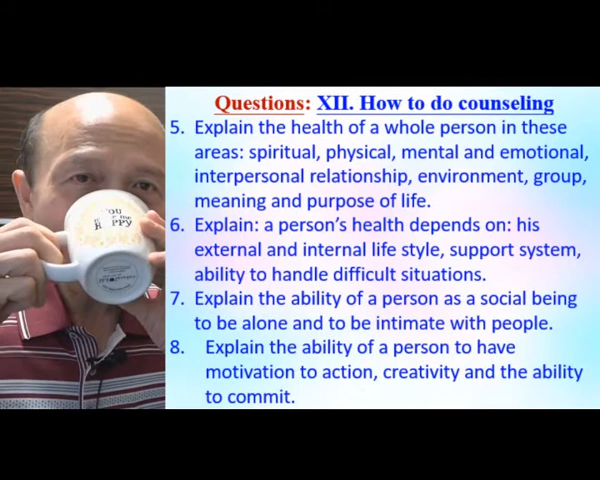 Questions: XII. How to do counseling
5. Explain the health of a whole person in these
areas: spiritual, physical, mental and emotional,
interpersonal relationship, environment, group,
meaning and purpose of life.
6. Explain: a person's health depends on: his
external and internal life style, support system,
ability to handle difficult situations.
7. Explain the ability of a person as a social being
to be alone and to be intimate with people.
8. Explain the ability of a person to have
motivation to action, creativity and the ability
to commit.
YOU
HAPPY